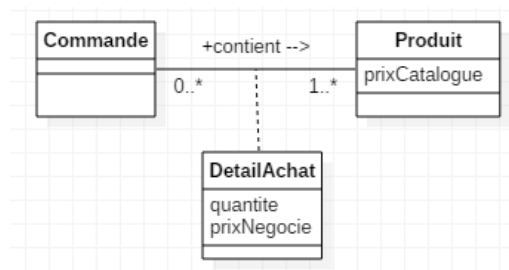 Commande
+contient -->
Produit
prixCatalogue
0..*
1..*
DetailAchat
quantite
prixNegocie